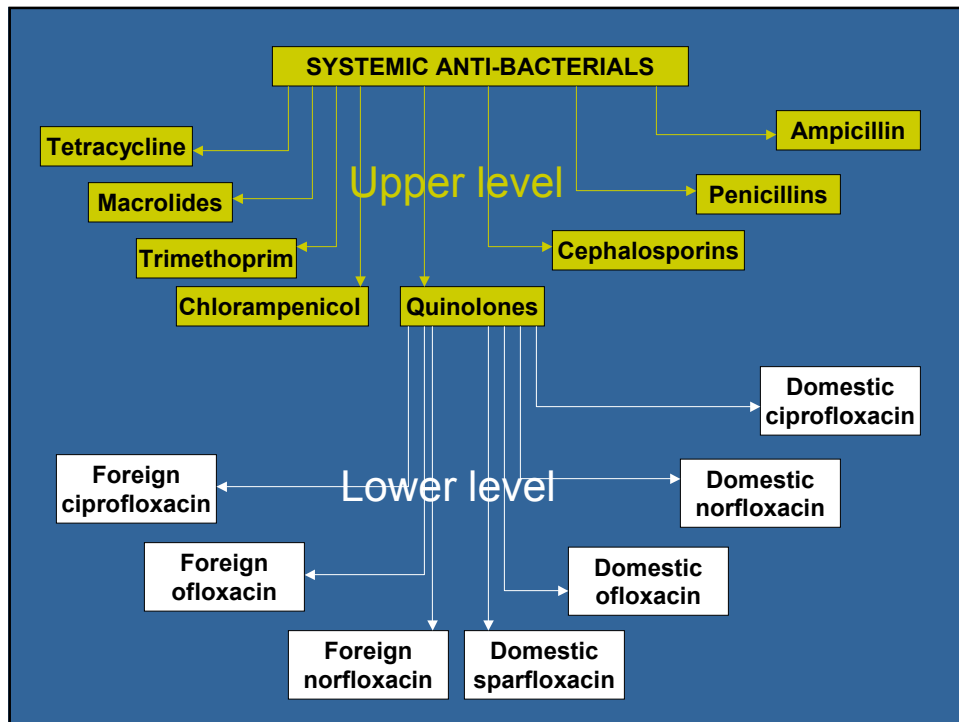 SYSTEMIC ANTI-BACTERIALS
Ampicillin
Tetracycline
Upper level
Penicillins
Macrolides
Cephalosporins
Trimethoprim
Chlorampenicol
Quinolones
Domestic
ciprofloxacin
Foreign
ciprofloxacin
Lower level
Domestic
norfloxacin
Foreign
ofloxacin
Domestic
ofloxacin
Foreign
norfloxacin
Domestic
sparfloxacin